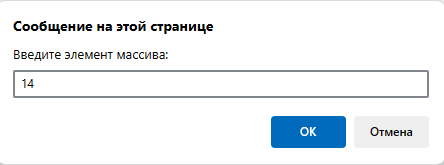 Сообщение на этой странице
Введите элемент массива:
14
ОК
Отмена